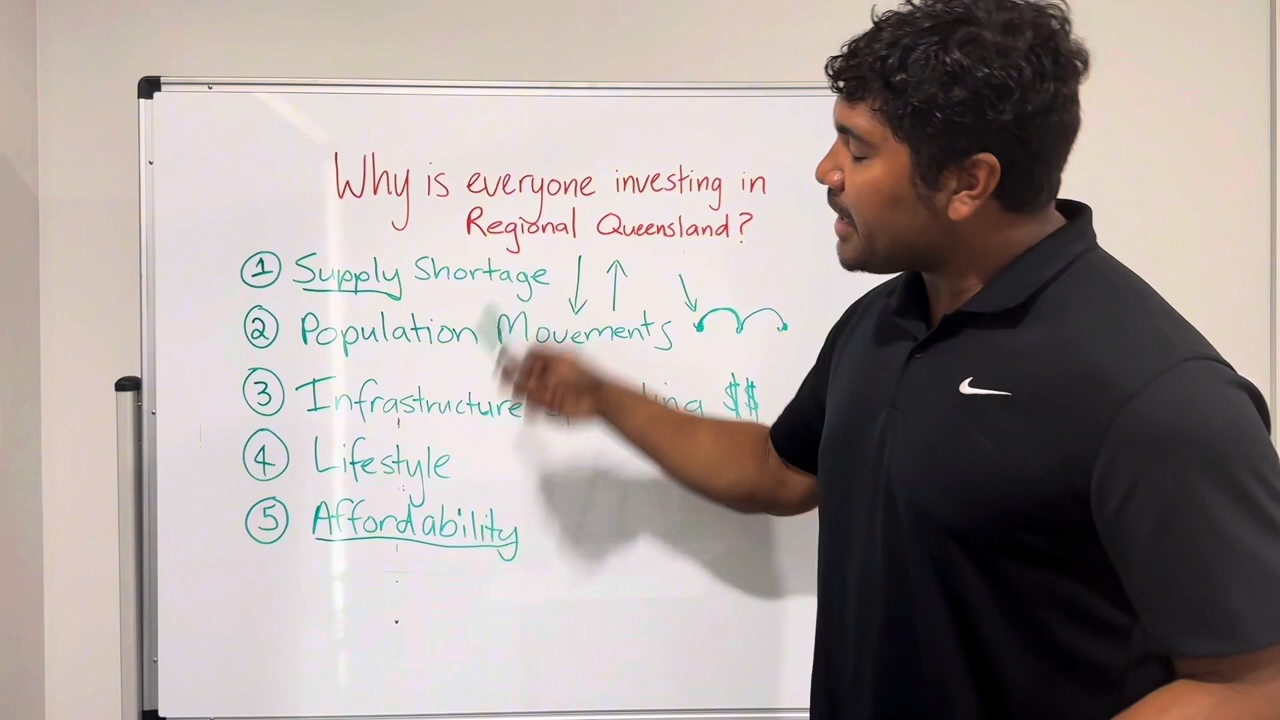 Why is everyone investing in
Regional Queensland?
① Supply Shortage
② Population Movements
③ Infrastructure $$
④ Lifestyle
⑤ Affordability